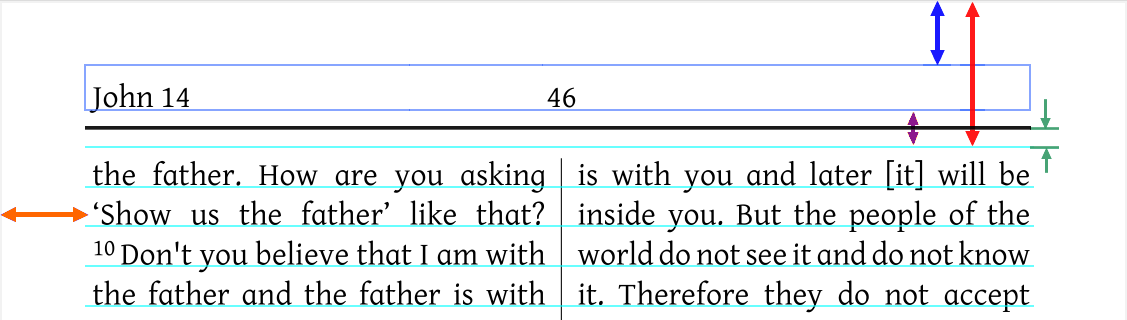 John 14 46
the father. How are you asking
‘Show us the father’ like that?
10 Don't you believe that I am with
the father and the father is with
is with you and later [it] will be
inside you. But the people of the
world do not see it and do not know
it. Therefore they do not accept